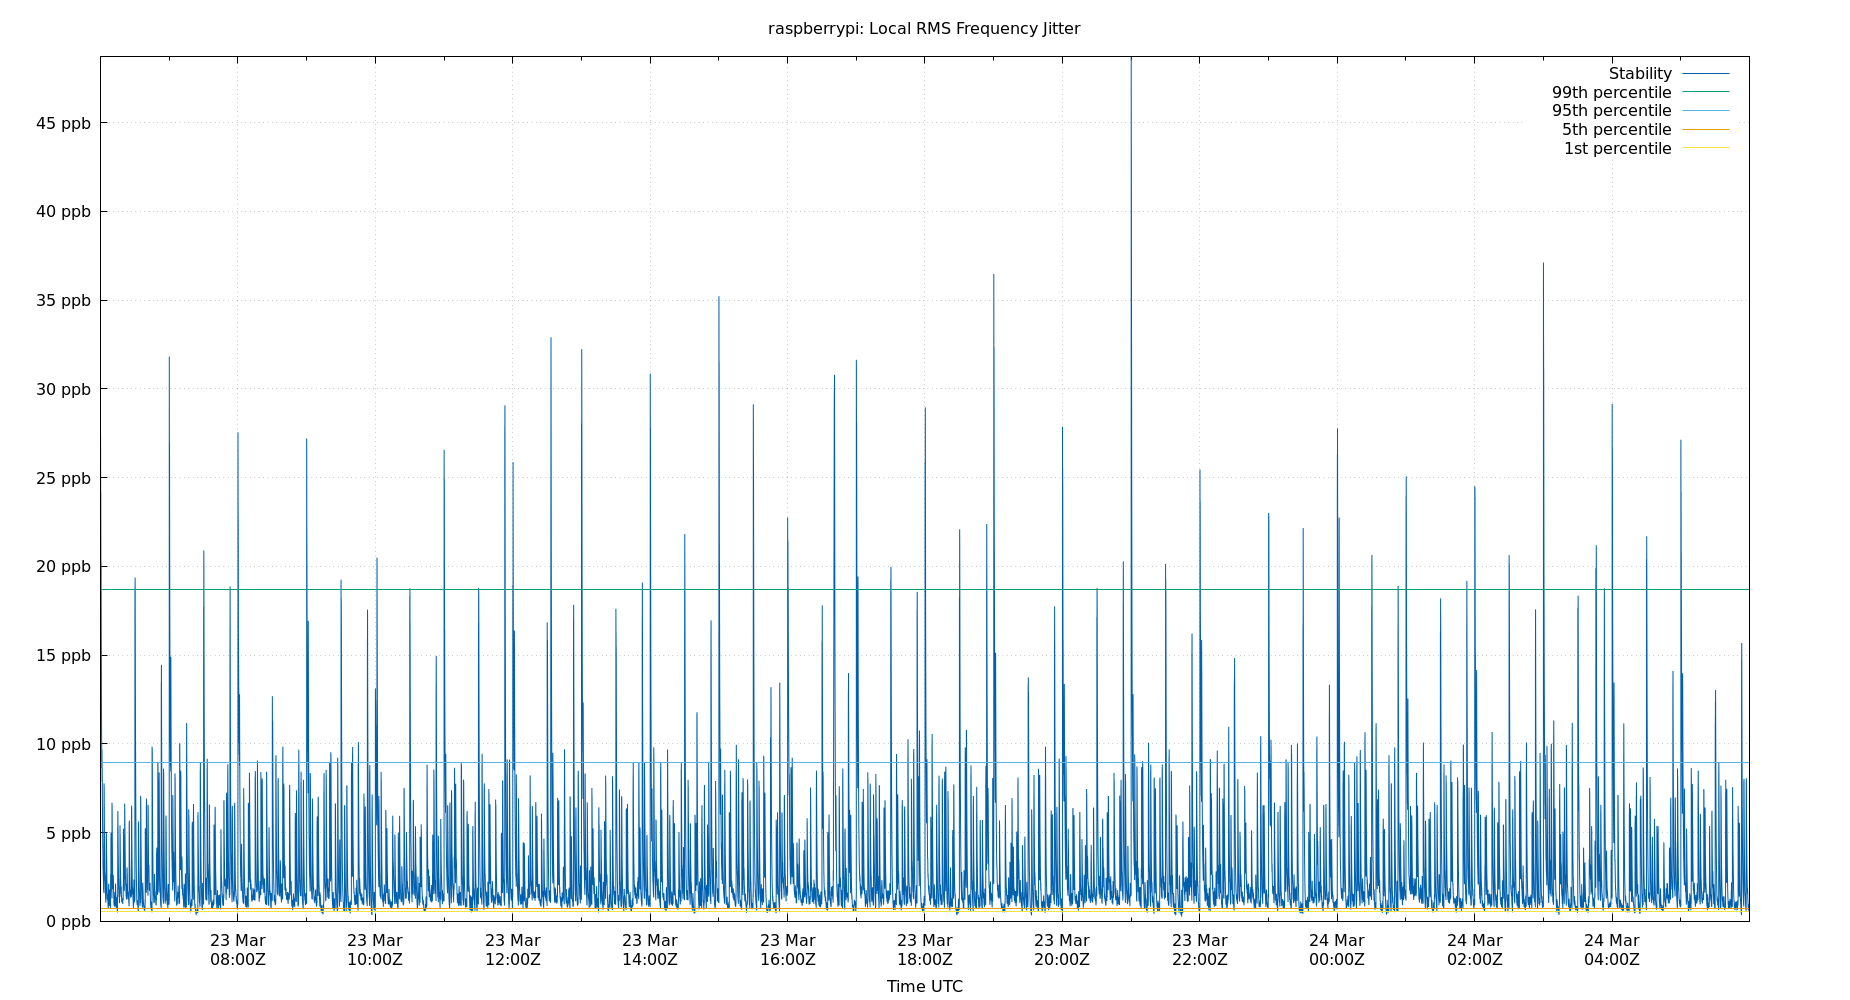 raspberrypi: Local RMS Frequency Jitter
Stability
99th percentile
95th percentile
5th percentile
1st percentile
45 ppb
40 ppb
35 ppb
30 ppb
25 ppb
20 ppb
15 ppb
10 ppb
5 ppb
0 ppb
23 Mar 23 Mar 23 Mar 23 Mar 23 Mar 23 Mar 23 Mar 23 Mar 24 Mar 24 Mar 24 Mar
08:00Z 10:00Z 12:00Z 14:00Z 16:00Z 18:00Z 20:00Z 22:00Z 00:00Z 02:00Z 04:00Z
Time UTC